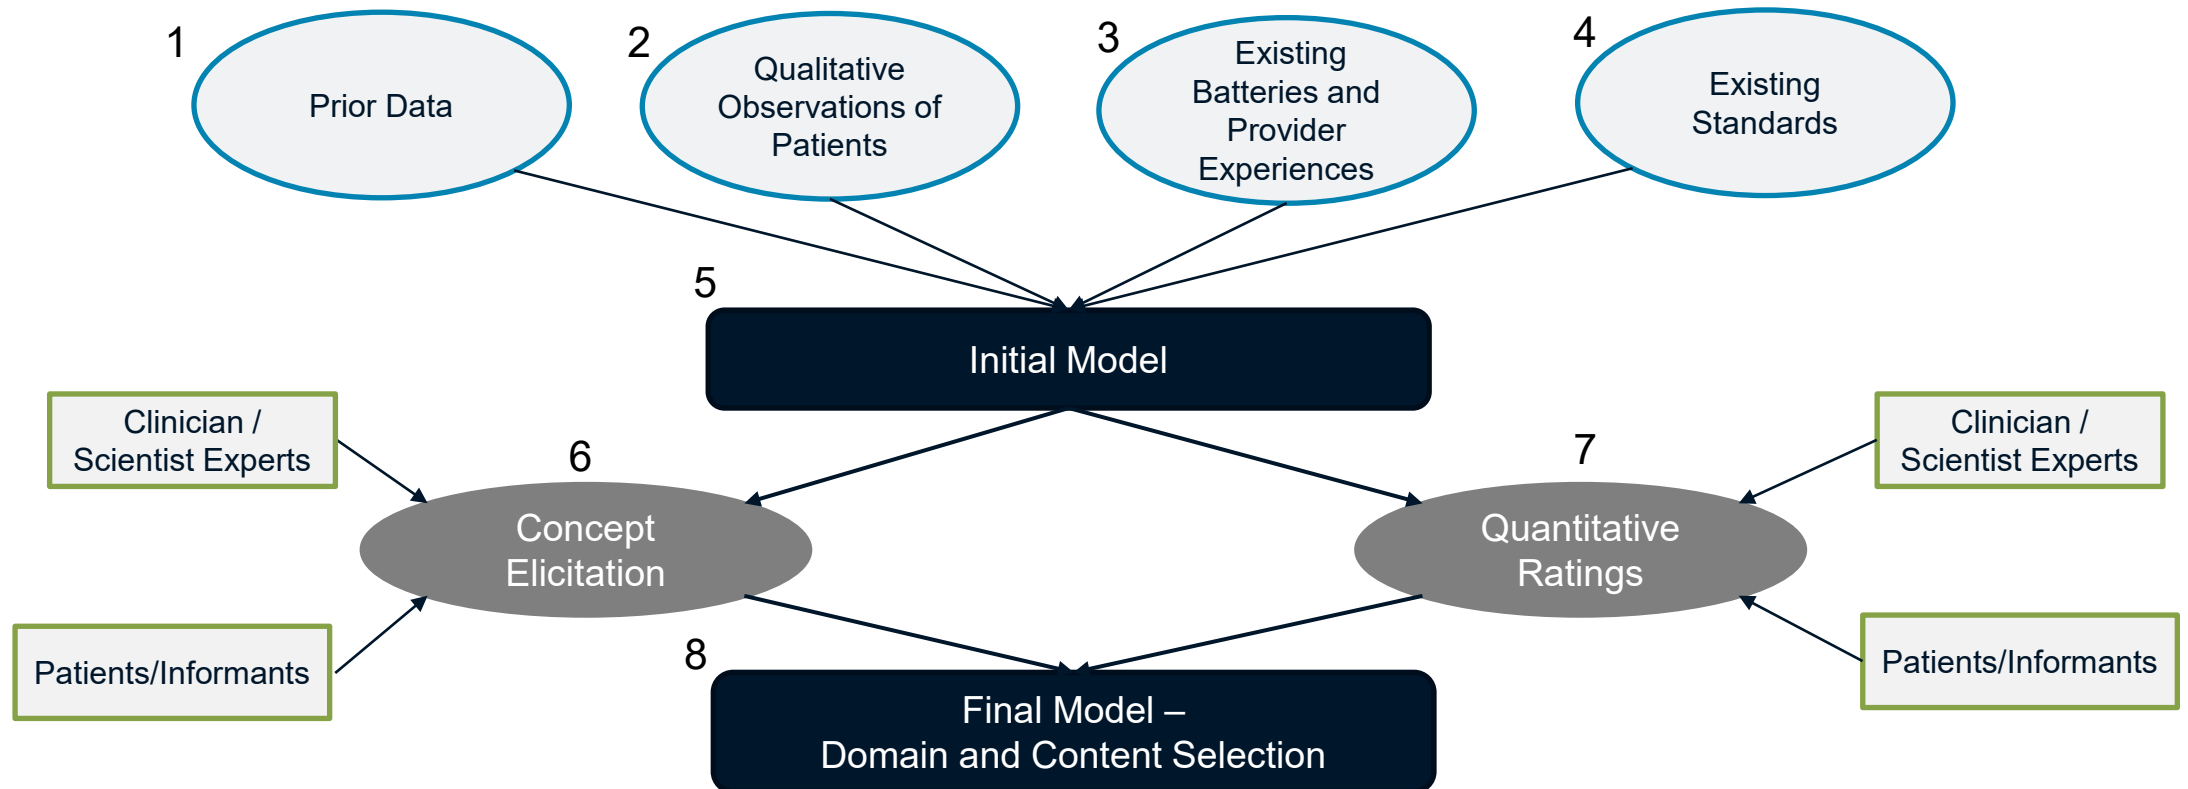 1
Prior Data
2
Qualitative
Observations of
Patients
3
Existing
Batteries and
Provider
Experiences
4
Existing
Standards
5
Initial Model
Clinician /
Scientist Experts
6
Concept
Elicitation
Patients/Informants
7
Quantitative
Ratings
Clinician /
Scientist Experts
Patients/Informants
8
Final Model –
Domain and Content Selection